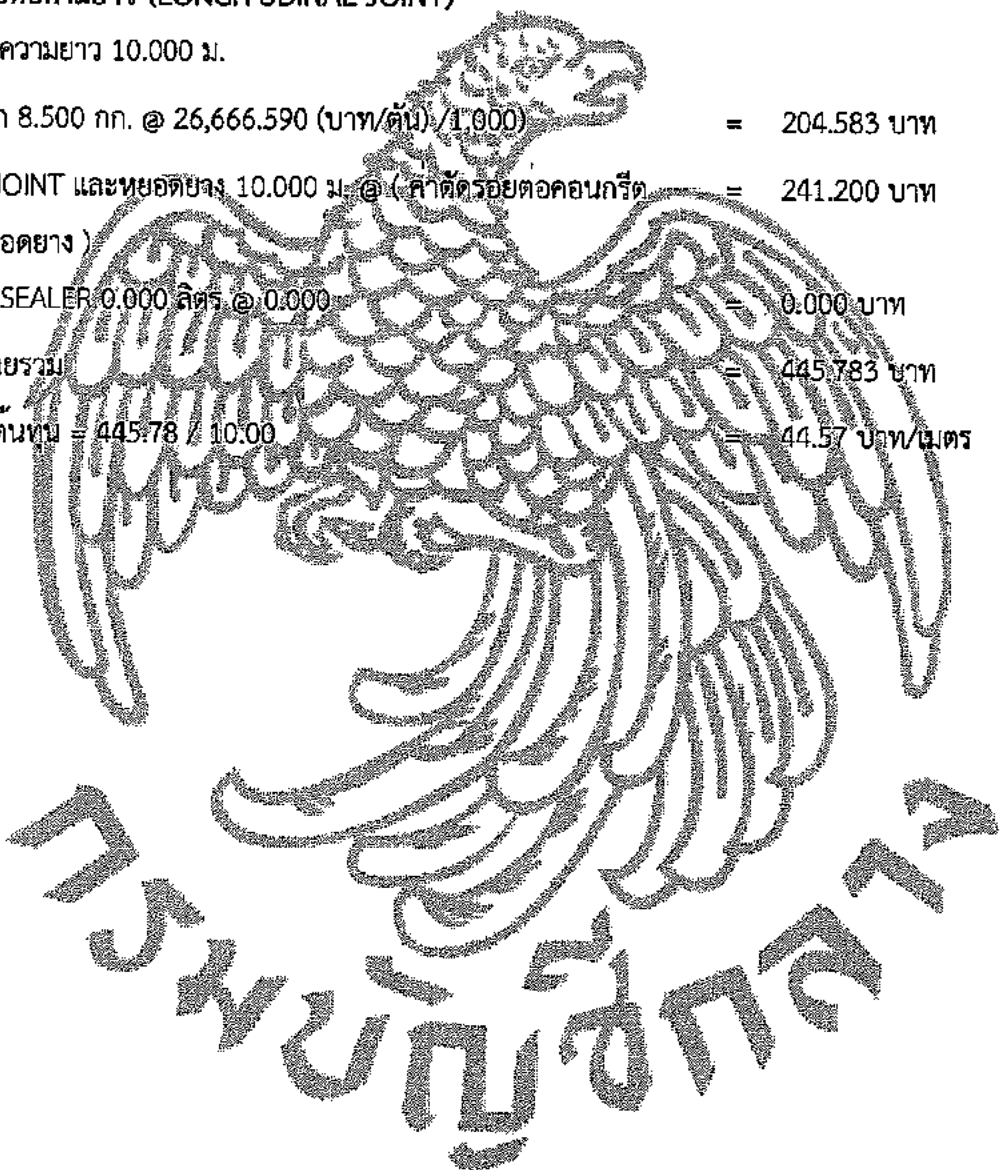 (LONGITUDINAL JOINT)
ความยาว 10.000 ม.
8.500 กก. @ 26,666.590 (บาท/ตัน) /1,000) = 204.583 บาท
JOINT และหยอดยาง 10.000 ม. @ ( ค่าตัดรอยต่อคอนกรีต = 241.200 บาท
อดยาง )
SEALER 0.000 ลิตร @ 0.000 = 0.000 บาท
ยรวม = 445.783 บาท
ต้นทุน = 445.78 / 10.00 = 44.57 บาท/เมตร
กรมบัญชีกลาง